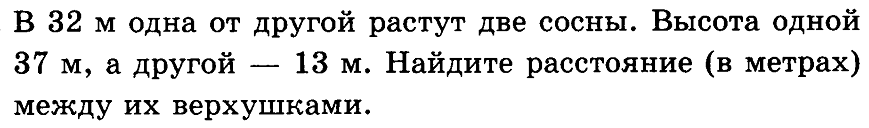 В 32 м одна от другой растут две сосны. Высота одной
37 м, а другой — 13 м. Найдите расстояние (в метрах)
между их верхушками.